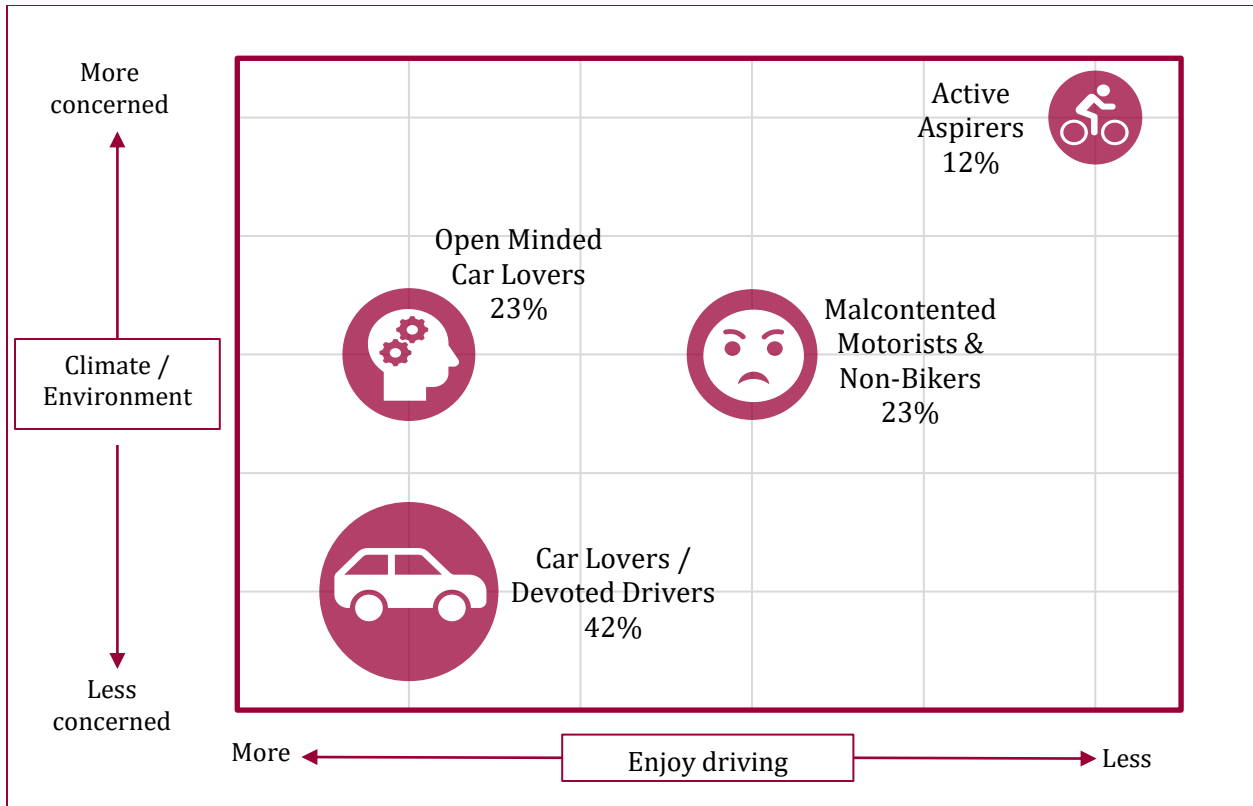 More
concerned
Active
Aspirers
12%
Open Minded
Car Lovers
23%
Malcontented
Motorists &
Non-Bikers
23%
Climate /
Environment
Car Lovers /
Devoted Drivers
42%
Less
concerned
More
Enjoy driving
Less